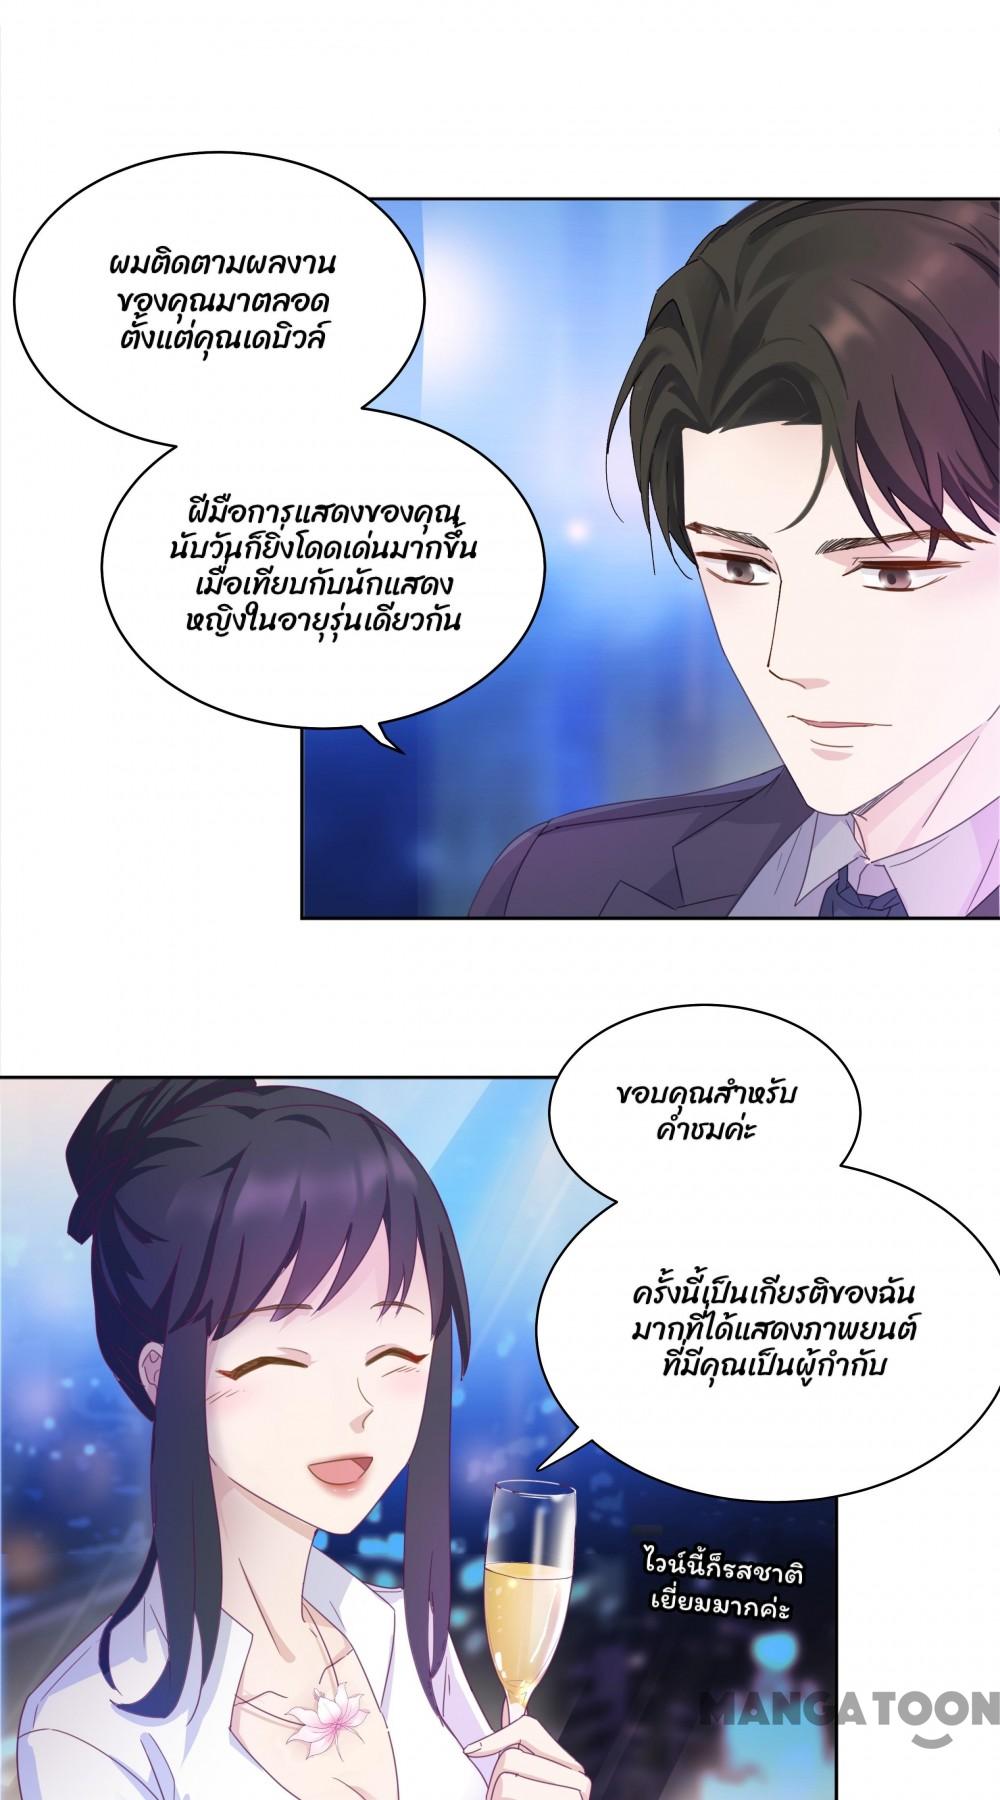 ผมติดตามผลงาน
ของคุณมาตลอด
ตั้งแต่คุณเดบิวต์
ฝีมือการแสดงของคุณ
นับวันก็ยิ่งโดดเด่นมากขึ้น
เมื่อเทียบกับนักแสดง
หญิงในอายุรุ่นเดียวกัน
ขอบคุณสำหรับ
คำชมค่ะ
ครั้งนี้เป็นเกียรติของฉัน
มากที่ได้แสดงภาพยนต์
ที่มีคุณเป็นผู้กำกับ
ไวน์นี้ก็รสชาติ
เยี่ยมมากค่ะ
MANGATOON